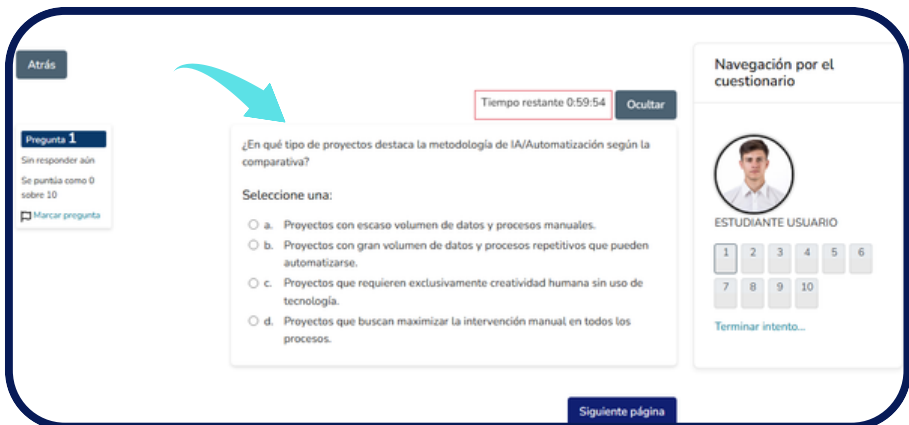 Atrás
Tiempo restante 0:59:54
Ocultar
Pregunta 1
Sin responder aún
Se puntúa como 0
sobre 10
Marcar pregunta
¿En qué tipo de proyectos destaca la metodología de IA/Automatización según la
comparativa?
Seleccione una:
a. Proyectos con escaso volumen de datos y procesos manuales.
b. Proyectos con gran volumen de datos y procesos repetitivos que pueden
automatizarse.
c. Proyectos que requieren exclusivamente creatividad humana sin uso de
tecnología.
d. Proyectos que buscan maximizar la intervención manual en todos los
procesos.
Siguiente página
Navegación por el
cuestionario
ESTUDIANTE USUARIO
1 2 3 4 5 6
7 8 9 10
Terminar intento...